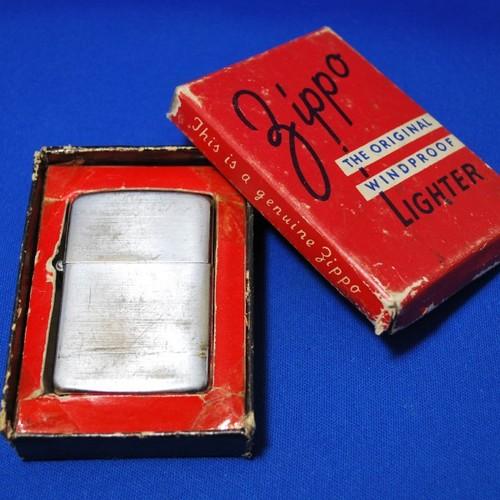 Zippo
THE ORIGINAL
WINDPROOF
LIGHTER
This is a genuine Zippo